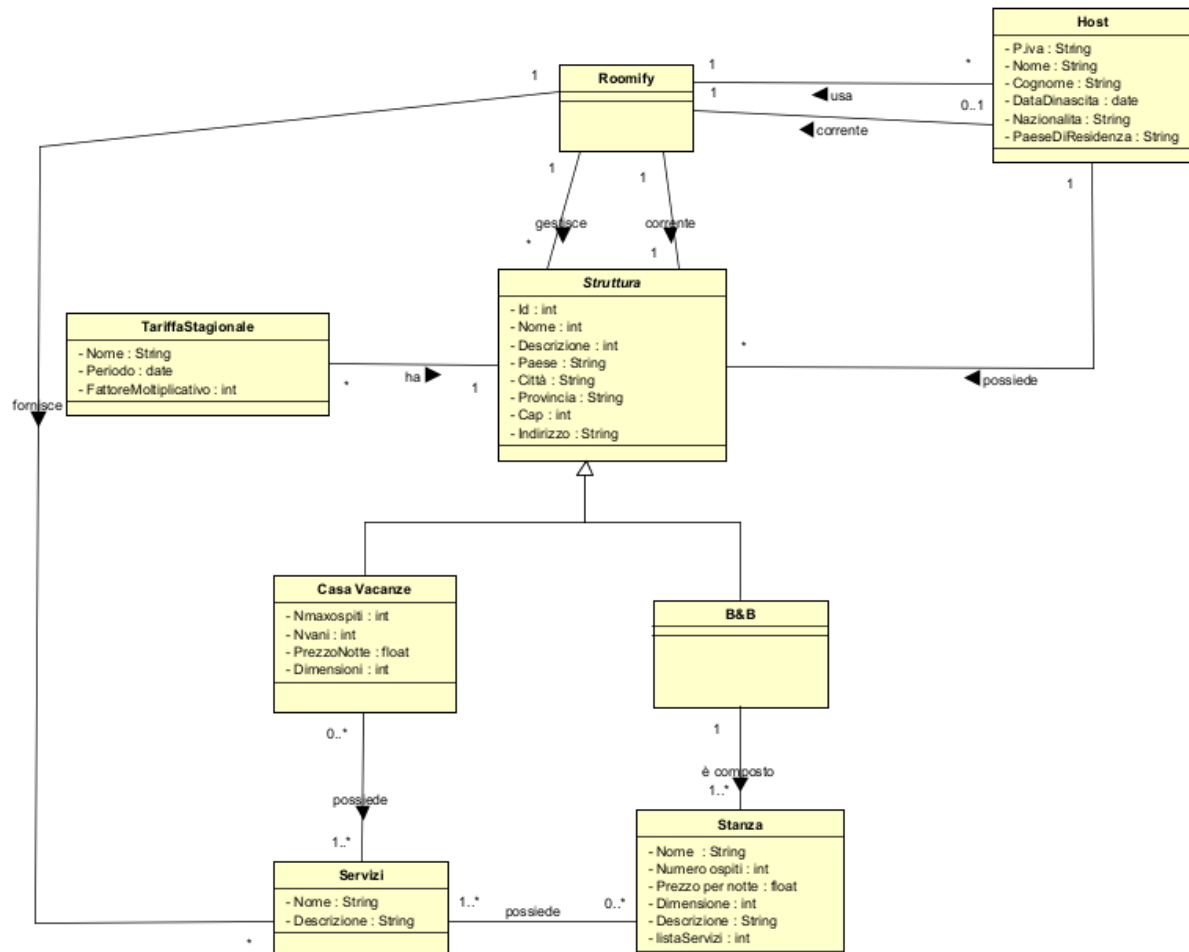 Host
- P.iva : String
- Nome : String
- Cognome : String
- DataDinascita : date
- Nazionalita : String
- PaeseDiResidenza : String
Roomify
1
1
*
usa
1
0..1
corrente
1
1
1
gestisce
corrente
*
1
Struttura
- Id : int
- Nome : int
- Descrizione : int
- Paese : String
- Città : String
- Provincia : String
- Cap : int
- Indirizzo : String
TariffaStagionale
- Nome : String
- Periodo : date
- FattoreMoltiplicativo : int
*
ha
1
*
possiede
fornisce
Casa Vacanze
- Nmaxospiti : int
- Nvani : int
- PrezzoNotte : float
- Dimensioni : int
B&B
0..*
possiede
1..*
1
è composto
1..*
Servizi
- Nome : String
- Descrizione : String
*
1..*
possiede
0..*
Stanza
- Nome : String
- Numero ospiti : int
- Prezzo per notte : float
- Dimensione : int
- Descrizione : String
- listaServizi : int